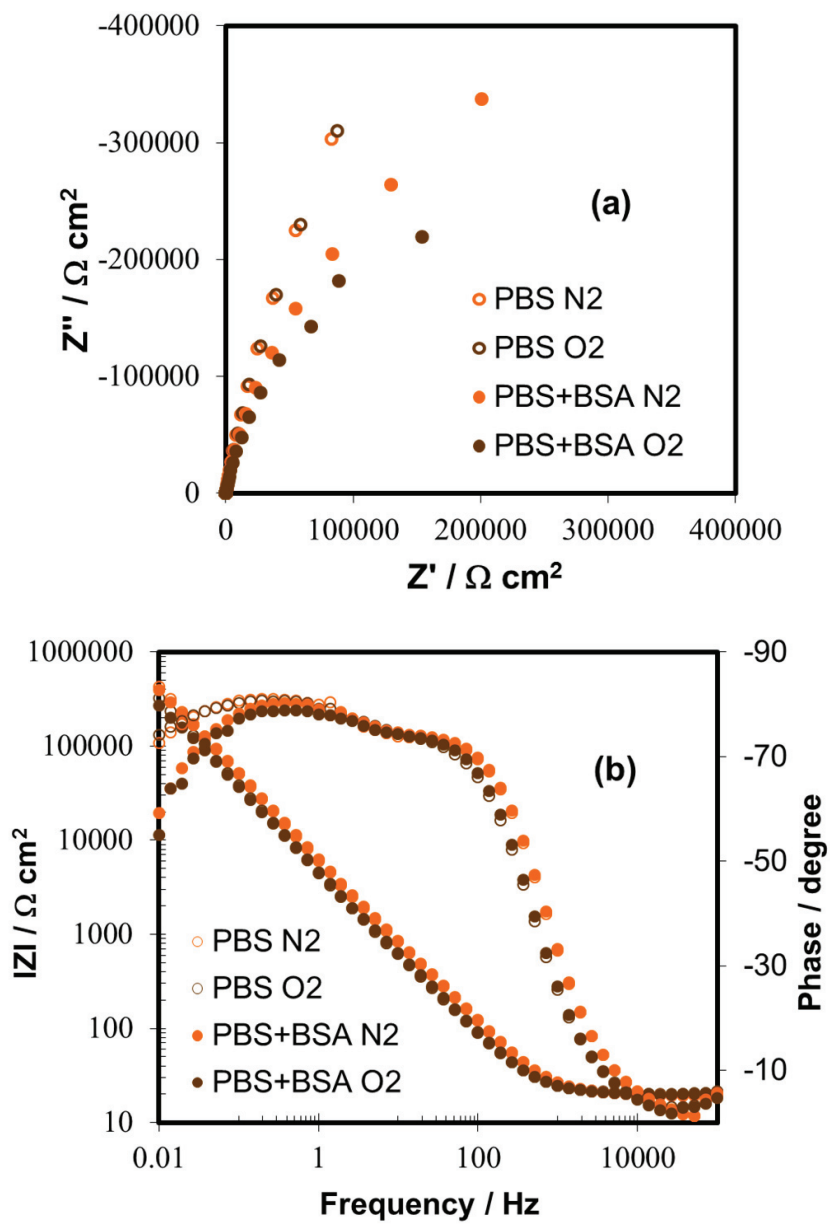 -400000
-300000
-200000
-100000
0
Z'' / Ω cm²
(a)
PBS N2
PBS O2
PBS+BSA N2
PBS+BSA O2
0 100000 200000 300000 400000
Z' / Ω cm²
1000000
100000
10000
1000
100
10
IZI / Ω cm²
-90
-70
-50
-30
-10
Phase / degree
(b)
PBS N2
PBS O2
PBS+BSA N2
PBS+BSA O2
0.01 1 100 10000
Frequency / Hz